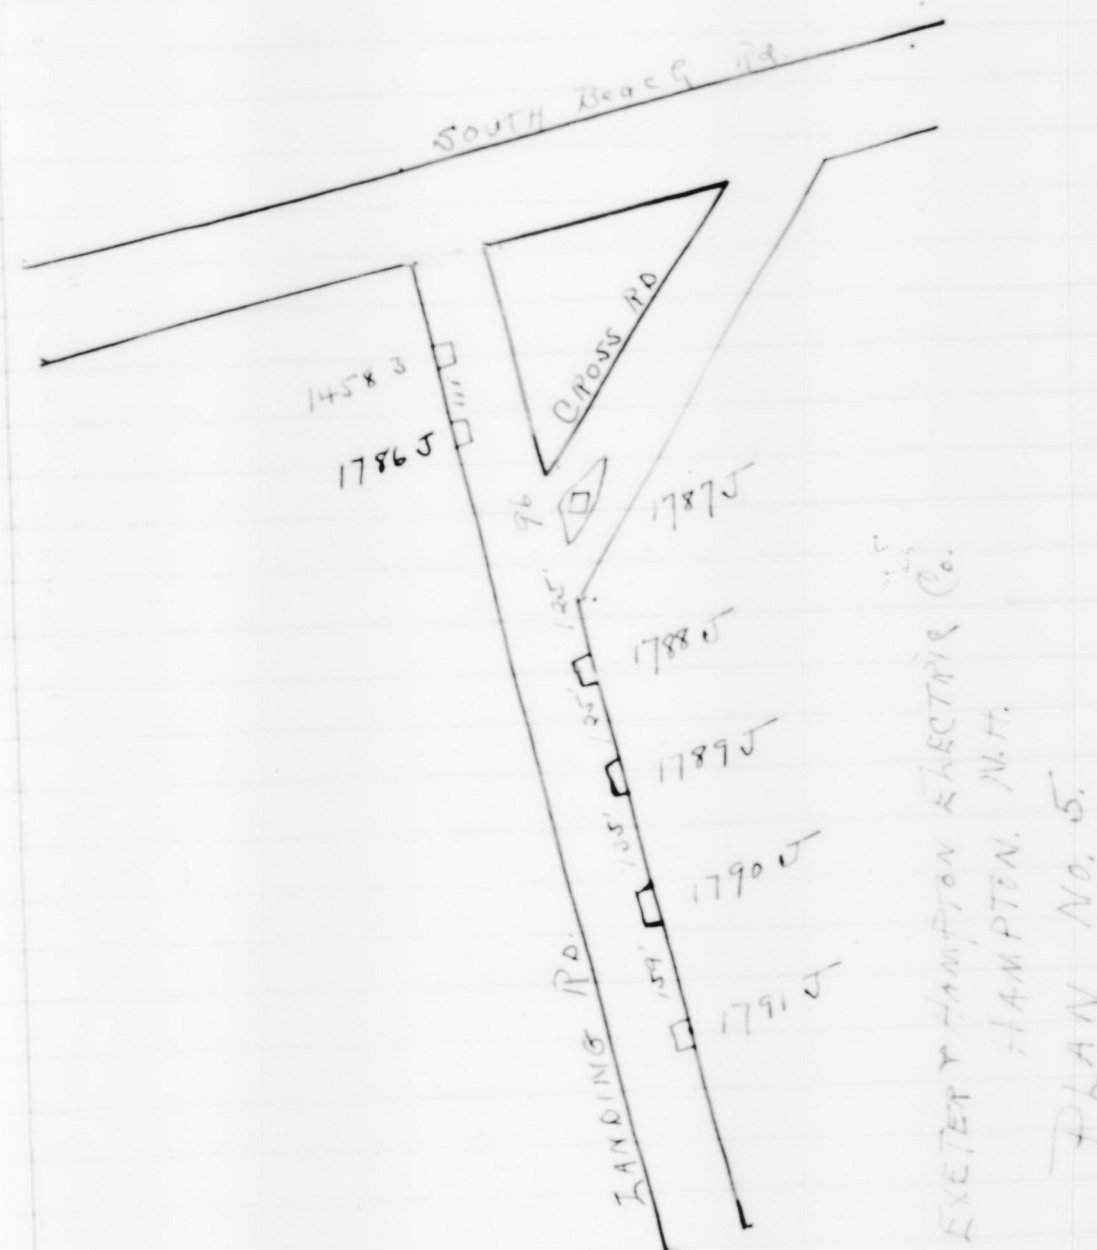 SOUTH Beach Rd.
CROSS RD
1458 3
111'
1786 J
96
1787 J
125'
1788 J
125'
1789 J
1790 J
159'
1791 J
LANDING RD.
EXETER & HAMPTON ELECTRIC Co.
HAMPTON. N.H.
PLAN NO. 5.